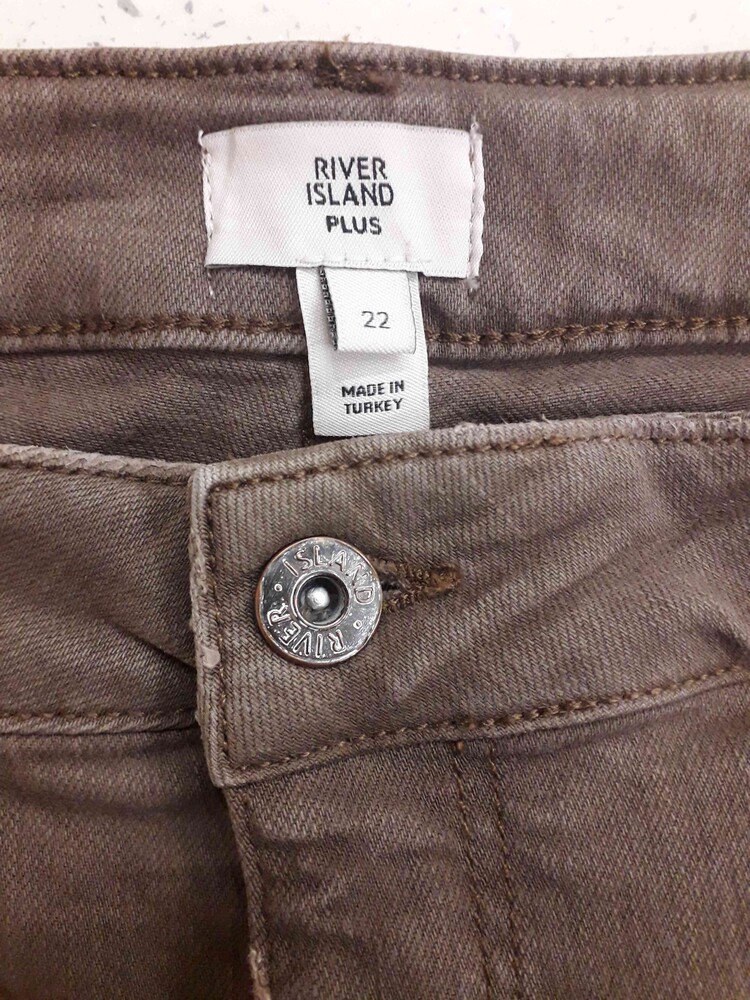 RIVER
ISLAND
PLUS
22
MADE IN
TURKEY
RIVER · ISLAND ·